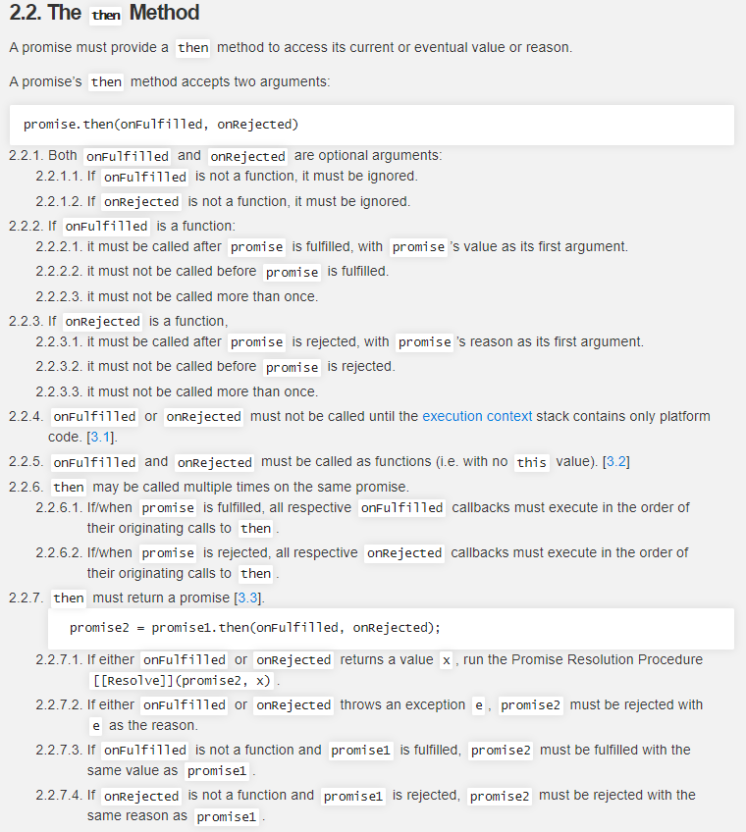 2.2. The then Method
A promise must provide a then method to access its current or eventual value or reason.
A promise's then method accepts two arguments:
promise.then(onFulfilled, onRejected)
2.2.1. Both onFulfilled and onRejected are optional arguments:
2.2.1.1. If onFulfilled is not a function, it must be ignored.
2.2.1.2. If onRejected is not a function, it must be ignored.
2.2.2. If onFulfilled is a function:
2.2.2.1. it must be called after promise is fulfilled, with promise's value as its first argument.
2.2.2.2. it must not be called before promise is fulfilled.
2.2.2.3. it must not be called more than once.
2.2.3. If onRejected is a function,
2.2.3.1. it must be called after promise is rejected, with promise's reason as its first argument.
2.2.3.2. it must not be called before promise is rejected.
2.2.3.3. it must not be called more than once.
2.2.4. onFulfilled or onRejected must not be called until the execution context stack contains only platform
code. [3.1].
2.2.5. onFulfilled and onRejected must be called as functions (i.e. with no this value). [3.2]
2.2.6. then may be called multiple times on the same promise.
2.2.6.1. If/when promise is fulfilled, all respective onFulfilled callbacks must execute in the order of
their originating calls to then.
2.2.6.2. If/when promise is rejected, all respective onRejected callbacks must execute in the order of
their originating calls to then.
2.2.7. then must return a promise [3.3].
promise2 = promise1.then(onFulfilled, onRejected);
2.2.7.1. If either onFulfilled or onRejected returns a value x, run the Promise Resolution Procedure
[[Resolve]](promise2, x).
2.2.7.2. If either onFulfilled or onRejected throws an exception e, promise2 must be rejected with
e as the reason.
2.2.7.3. If onFulfilled is not a function and promise1 is fulfilled, promise2 must be fulfilled with the
same value as promise1.
2.2.7.4. If onRejected is not a function and promise1 is rejected, promise2 must be rejected with the
same reason as promise1.